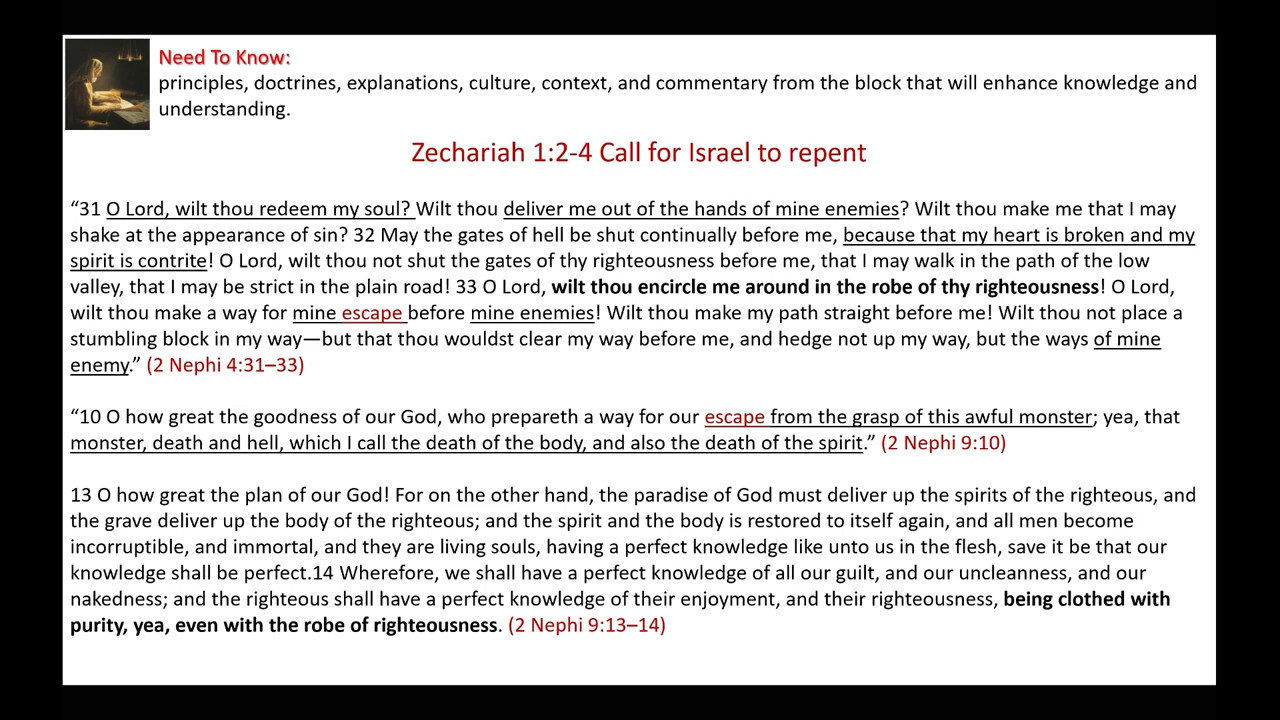 Need To Know:
principles, doctrines, explanations, culture, context, and commentary from the block that will enhance knowledge and
understanding.
Zechariah 1:2-4 Call for Israel to repent
“31 O Lord, wilt thou redeem my soul? Wilt thou deliver me out of the hands of mine enemies? Wilt thou make me that I may
shake at the appearance of sin? 32 May the gates of hell be shut continually before me, because that my heart is broken and my
spirit is contrite! O Lord, wilt thou not shut the gates of thy righteousness before me, that I may walk in the path of the low
valley, that I may be strict in the plain road! 33 O Lord, wilt thou encircle me around in the robe of thy righteousness! O Lord,
wilt thou make a way for mine escape before mine enemies! Wilt thou make my path straight before me! Wilt thou not place a
stumbling block in my way—but that thou wouldst clear my way before me, and hedge not up my way, but the ways of mine
enemy.” (2 Nephi 4:31–33)
“10 O how great the goodness of our God, who prepareth a way for our escape from the grasp of this awful monster; yea, that
monster, death and hell, which I call the death of the body, and also the death of the spirit.” (2 Nephi 9:10)
13 O how great the plan of our God! For on the other hand, the paradise of God must deliver up the spirits of the righteous, and
the grave deliver up the body of the righteous; and the spirit and the body is restored to itself again, and all men become
incorruptible, and immortal, and they are living souls, having a perfect knowledge like unto us in the flesh, save it be that our
knowledge shall be perfect.14 Wherefore, we shall have a perfect knowledge of all our guilt, and our uncleanness, and our
nakedness; and the righteous shall have a perfect knowledge of their enjoyment, and their righteousness, being clothed with
purity, yea, even with the robe of righteousness. (2 Nephi 9:13–14)